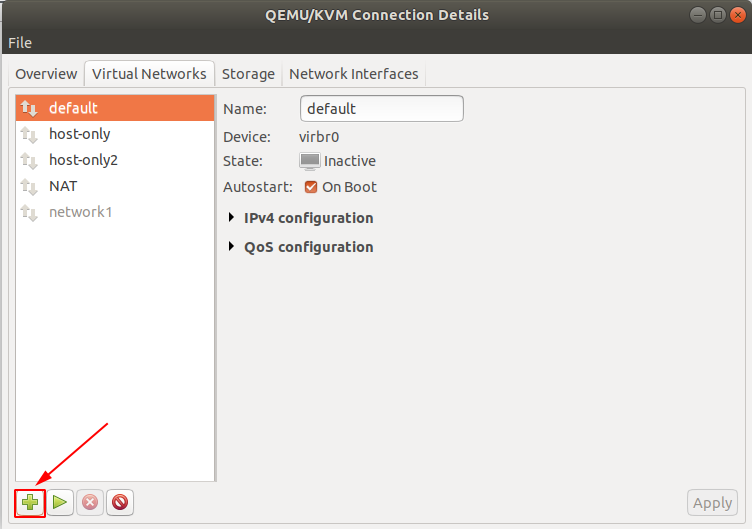 QEMU/KVM Connection Details
File
Overview Virtual Networks Storage Network Interfaces
default
host-only
host-only2
NAT
network1
Name: default
Device: virbr0
State: Inactive
Autostart: On Boot
IPv4 configuration
QoS configuration
Apply